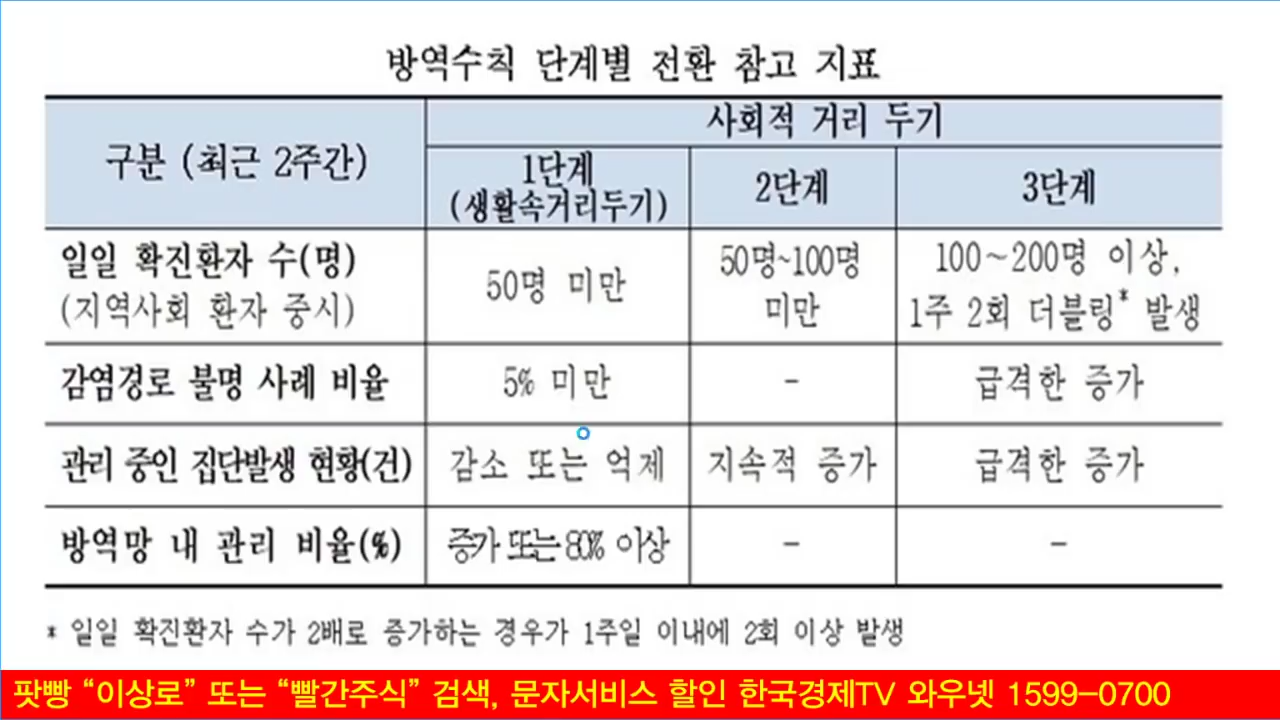 방역수칙 단계별 전환 참고 지표
구분 (최근 2주간)
사회적 거리 두기
1단계
(생활속거리두기)
2단계
3단계
일일 확진환자 수(명)
(지역사회 환자 중시)
50명 미만
50명~100명
미만
100~200명 이상,
1주 2회 더블링* 발생
감염경로 불명 사례 비율
5% 미만
-
급격한 증가
관리 중인 집단발생 현황(건)
감소 또는 억제
지속적 증가
급격한 증가
방역망 내 관리 비율(%)
증가 또는 80% 이상
-
-
* 일일 확진환자 수가 2배로 증가하는 경우가 1주일 이내에 2회 이상 발생
팟빵 “이상로” 또는 “빨간주식” 검색, 문자서비스 할인 한국경제TV 와우넷 1599-0700